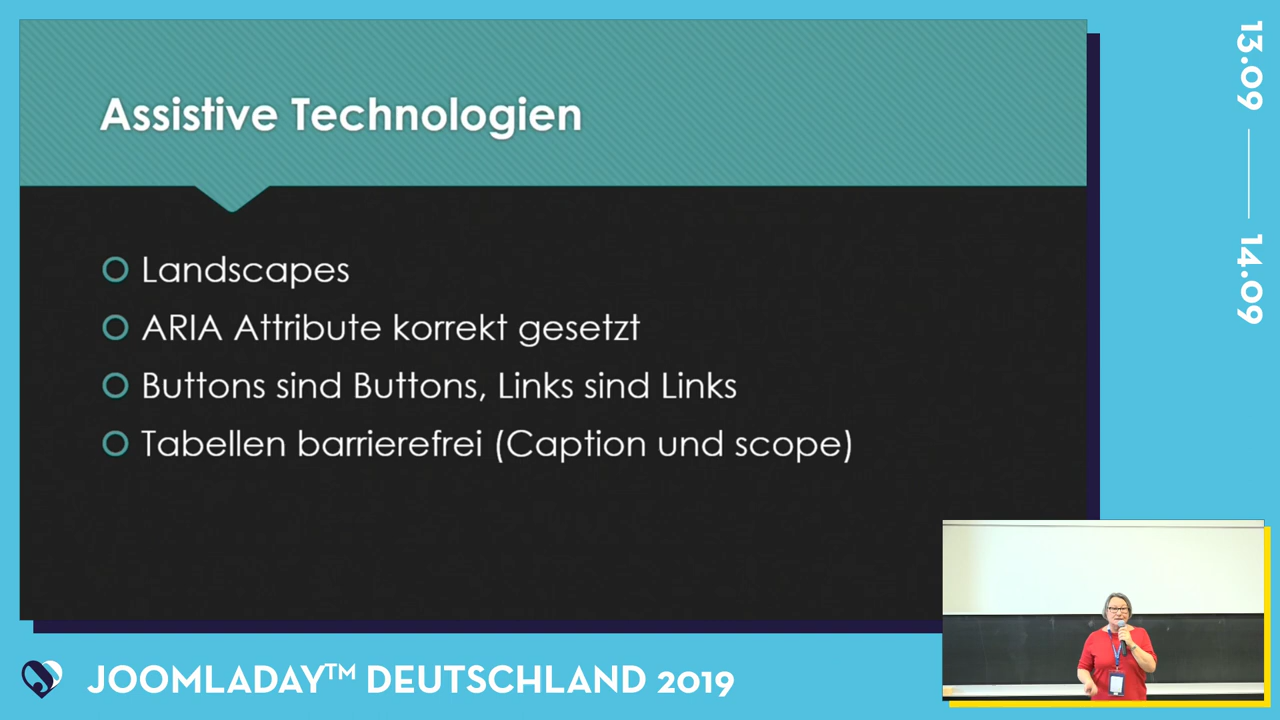 Assistive Technologien
Landscapes
ARIA Attribute korrekt gesetzt
Buttons sind Buttons, Links sind Links
Tabellen barrierefrei (Caption und scope)
13.09
14.09
JOOMLADAY™ DEUTSCHLAND 2019